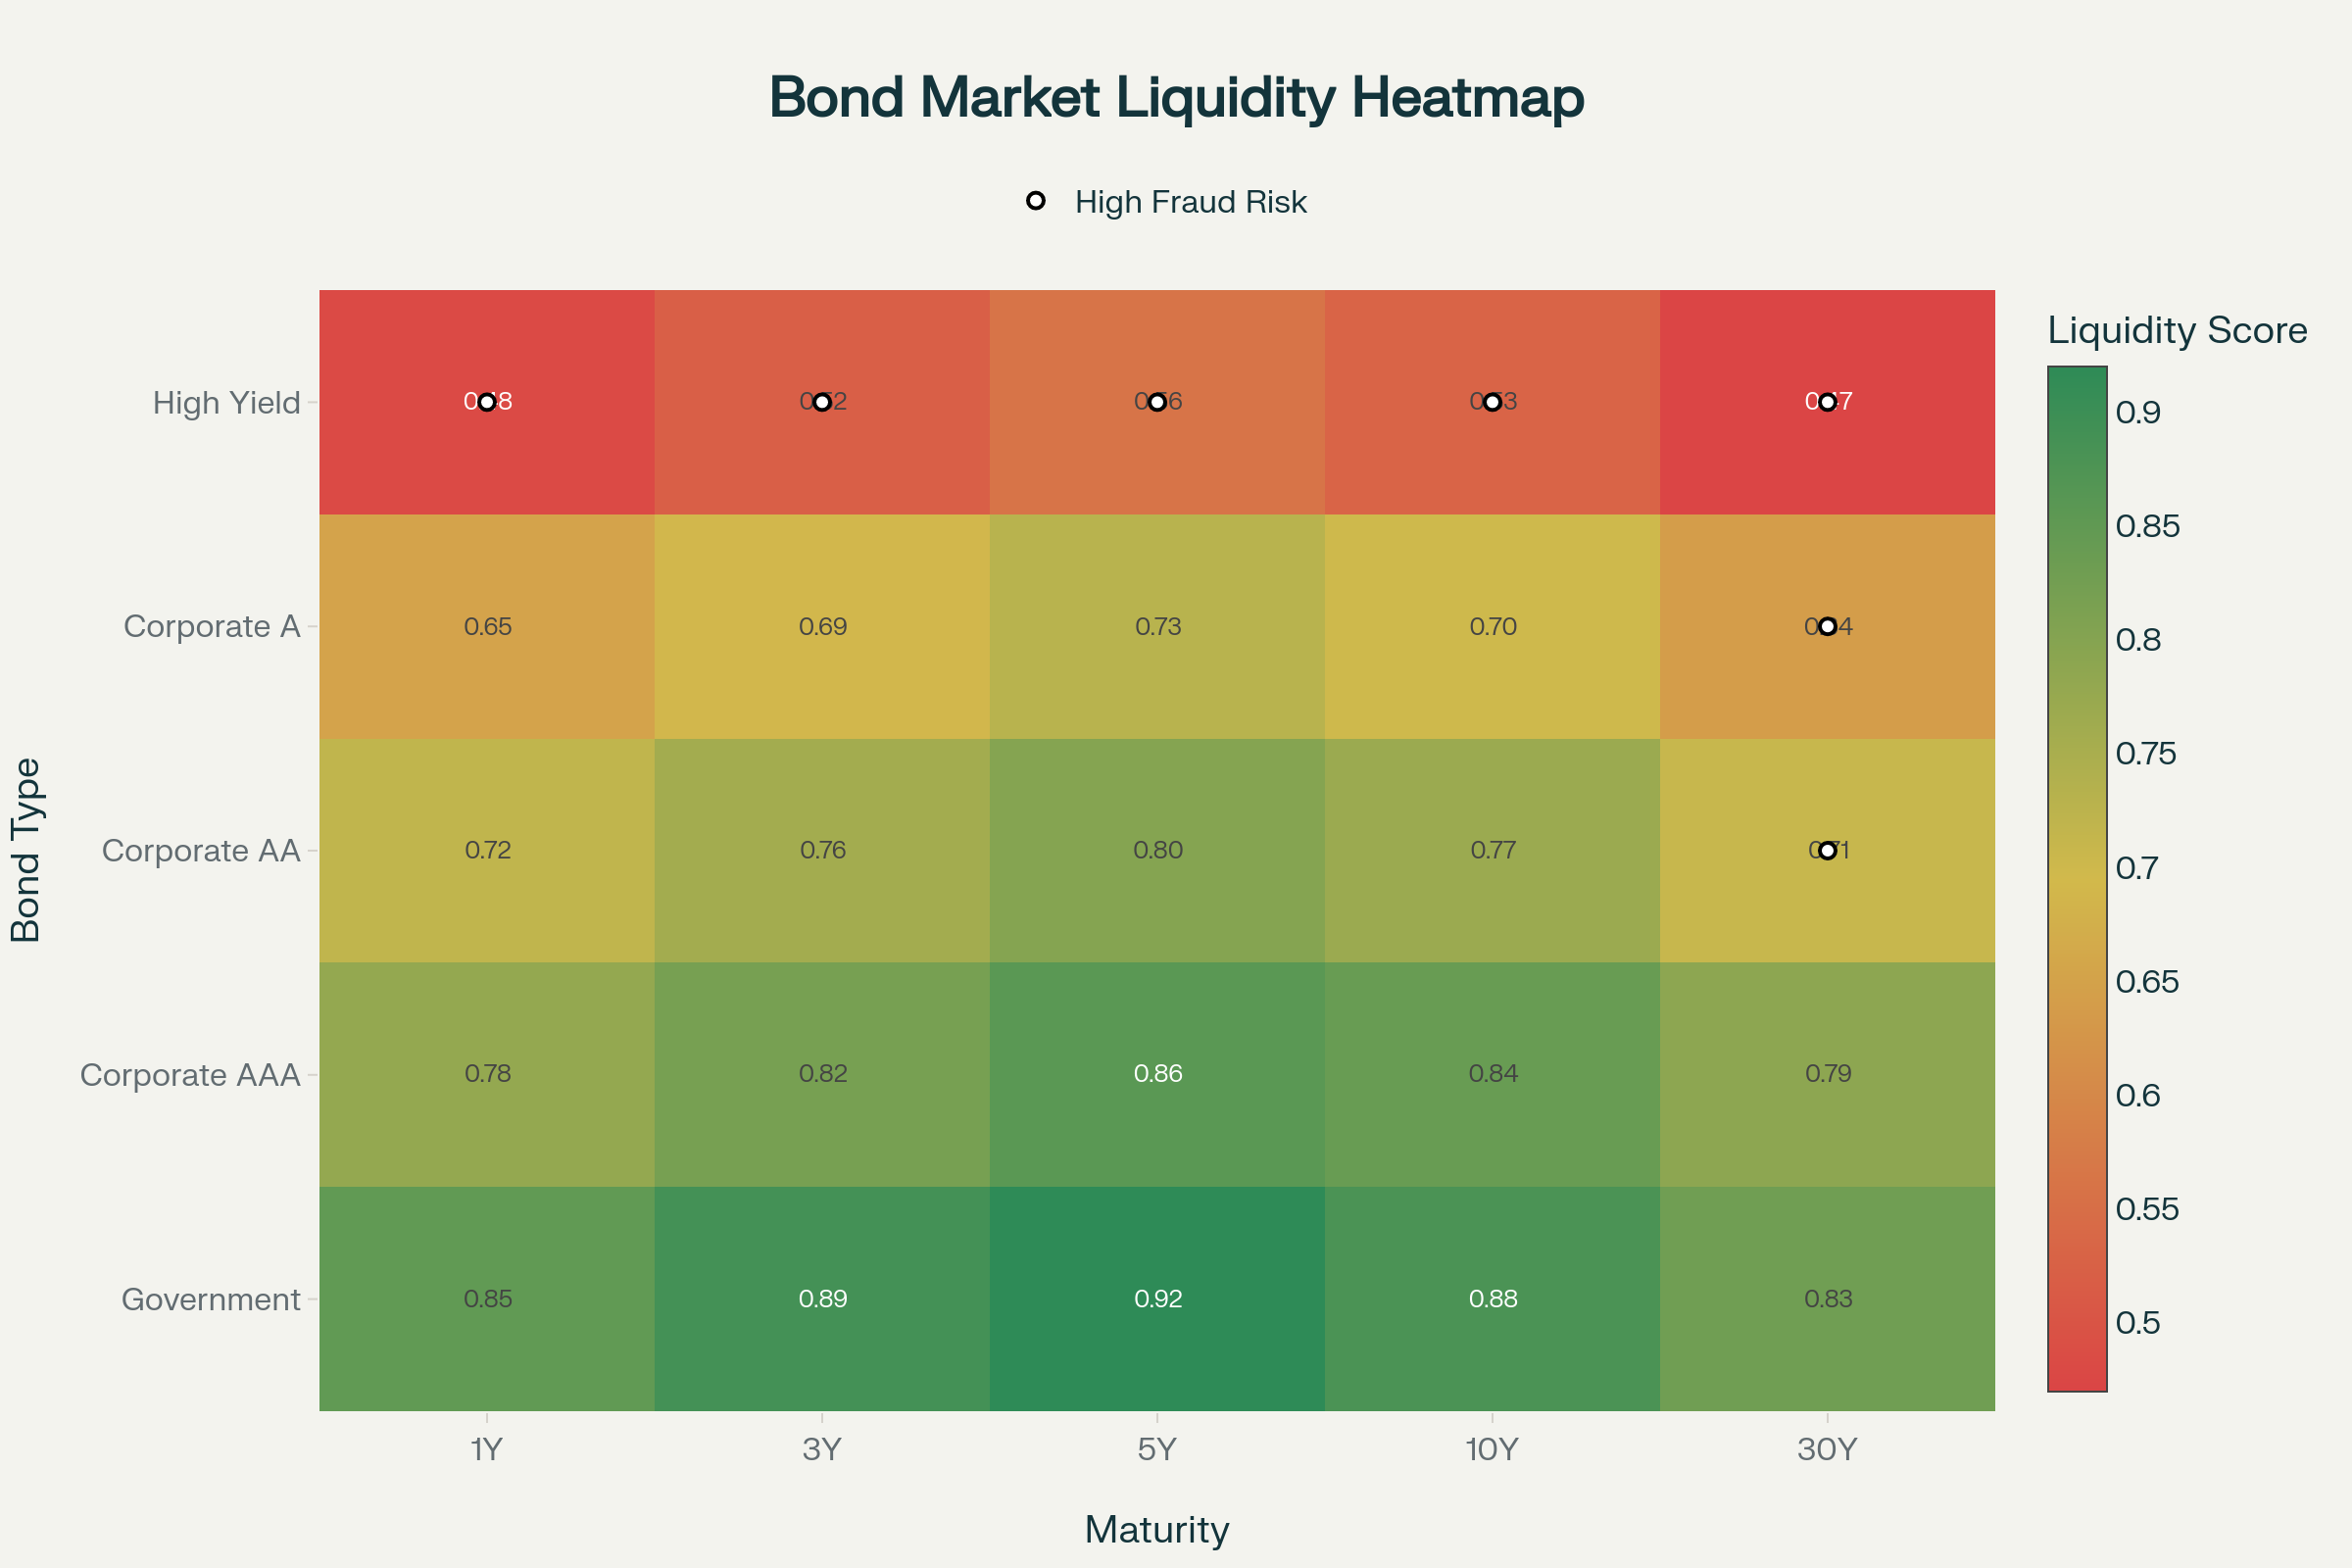 Bond Market Liquidity Heatmap
High Fraud Risk
Liquidity Score
0.9
0.85
0.8
0.75
0.7
0.65
0.6
0.55
0.5
Bond Type
High Yield
Corporate A 0.65 0.69 0.73 0.70
Corporate AA 0.72 0.76 0.80 0.77
Corporate AAA 0.78 0.82 0.86 0.84 0.79
Government 0.85 0.89 0.92 0.88 0.83
1Y 3Y 5Y 10Y 30Y
Maturity